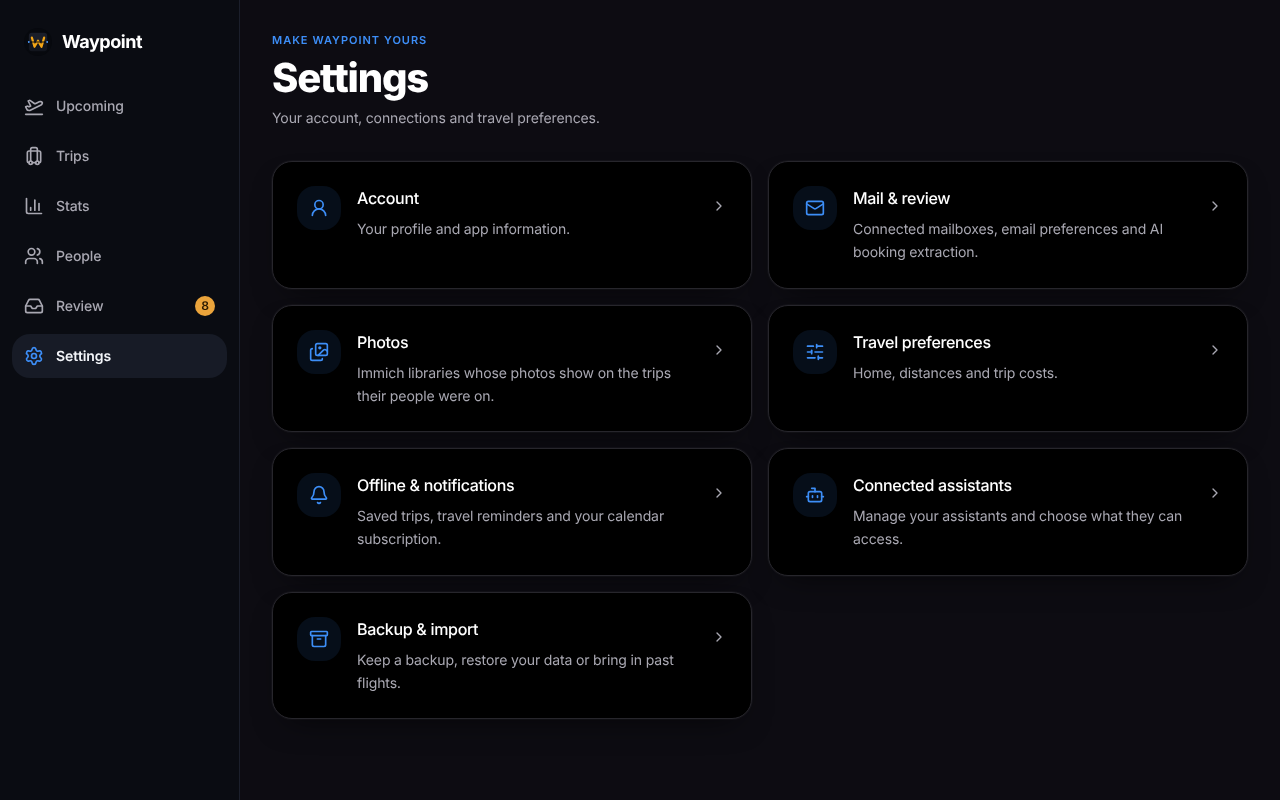 Waypoint
Upcoming
Trips
Stats
People
Review
8
Settings
MAKE WAYPOINT YOURS
Settings
Your account, connections and travel preferences.
Account
Your profile and app information.
Mail & review
Connected mailboxes, email preferences and AI
booking extraction.
Photos
Immich libraries whose photos show on the trips
their people were on.
Travel preferences
Home, distances and trip costs.
Offline & notifications
Saved trips, travel reminders and your calendar
subscription.
Connected assistants
Manage your assistants and choose what they can
access.
Backup & import
Keep a backup, restore your data or bring in past
flights.